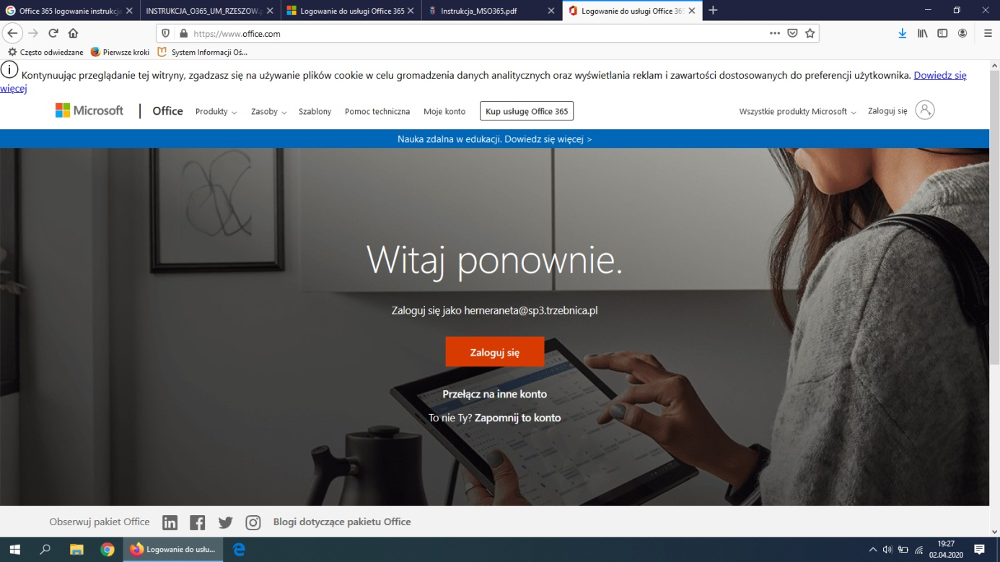 Office 365 logowanie instrukcja
INSTRUKCJA_O365_UM_RZESZOW.p
Logowanie do usługi Office 365
Instrukcja_MSO365.pdf
Logowanie do usługi Office 365
https://www.office.com
Często odwiedzane
Pierwsze kroki
System Informacji Oś...
Kontynuując przeglądanie tej witryny, zgadzasz się na używanie plików cookie w celu gromadzenia danych analitycznych oraz wyświetlania reklam i zawartości dostosowanych do preferencji użytkownika. Dowiedz się
więcej
Microsoft
Office
Produkty
Zasoby
Szablony
Pomoc techniczna
Moje konto
Kup usługę Office 365
Wszystkie produkty Microsoft
Zaloguj się
Nauka zdalna w edukacji. Dowiedz się więcej >
Witaj ponownie.
Zaloguj się jako herneraneta@sp3.trzebnica.pl
Zaloguj się
Przełącz na inne konto
To nie Ty? Zapomnij to konto
Obserwuj pakiet Office
Blogi dotyczące pakietu Office
Logowanie do usłu...
19:27
02.04.2020